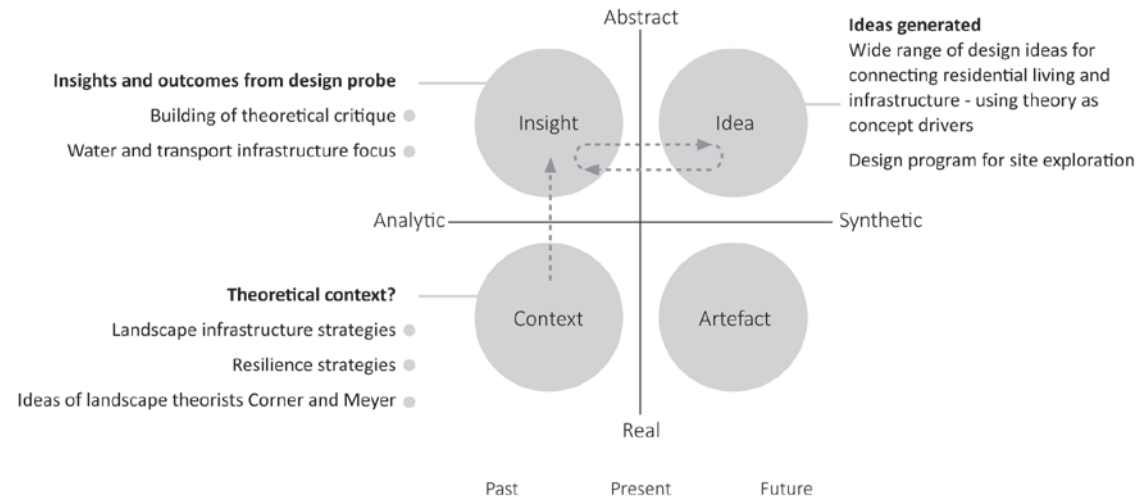 Abstract
Insights and outcomes from design probe
Building of theoretical critique
Water and transport infrastructure focus
Insight
Idea
Ideas generated
Wide range of design ideas for
connecting residential living and
infrastructure - using theory as
concept drivers
Design program for site exploration
Analytic
Synthetic
Theoretical context?
Landscape infrastructure strategies
Resilience strategies
Ideas of landscape theorists Corner and Meyer
Context
Artefact
Real
Past Present Future